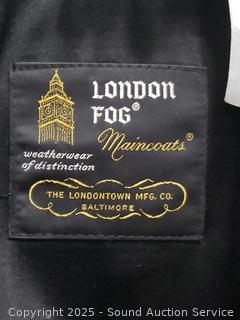 LONDON
FOG®
Maincoats®
weatherwear
of distinction
THE LONDONTOWN MFG. CO.
BALTIMORE
Copyright 2025 - Sound Auction Service